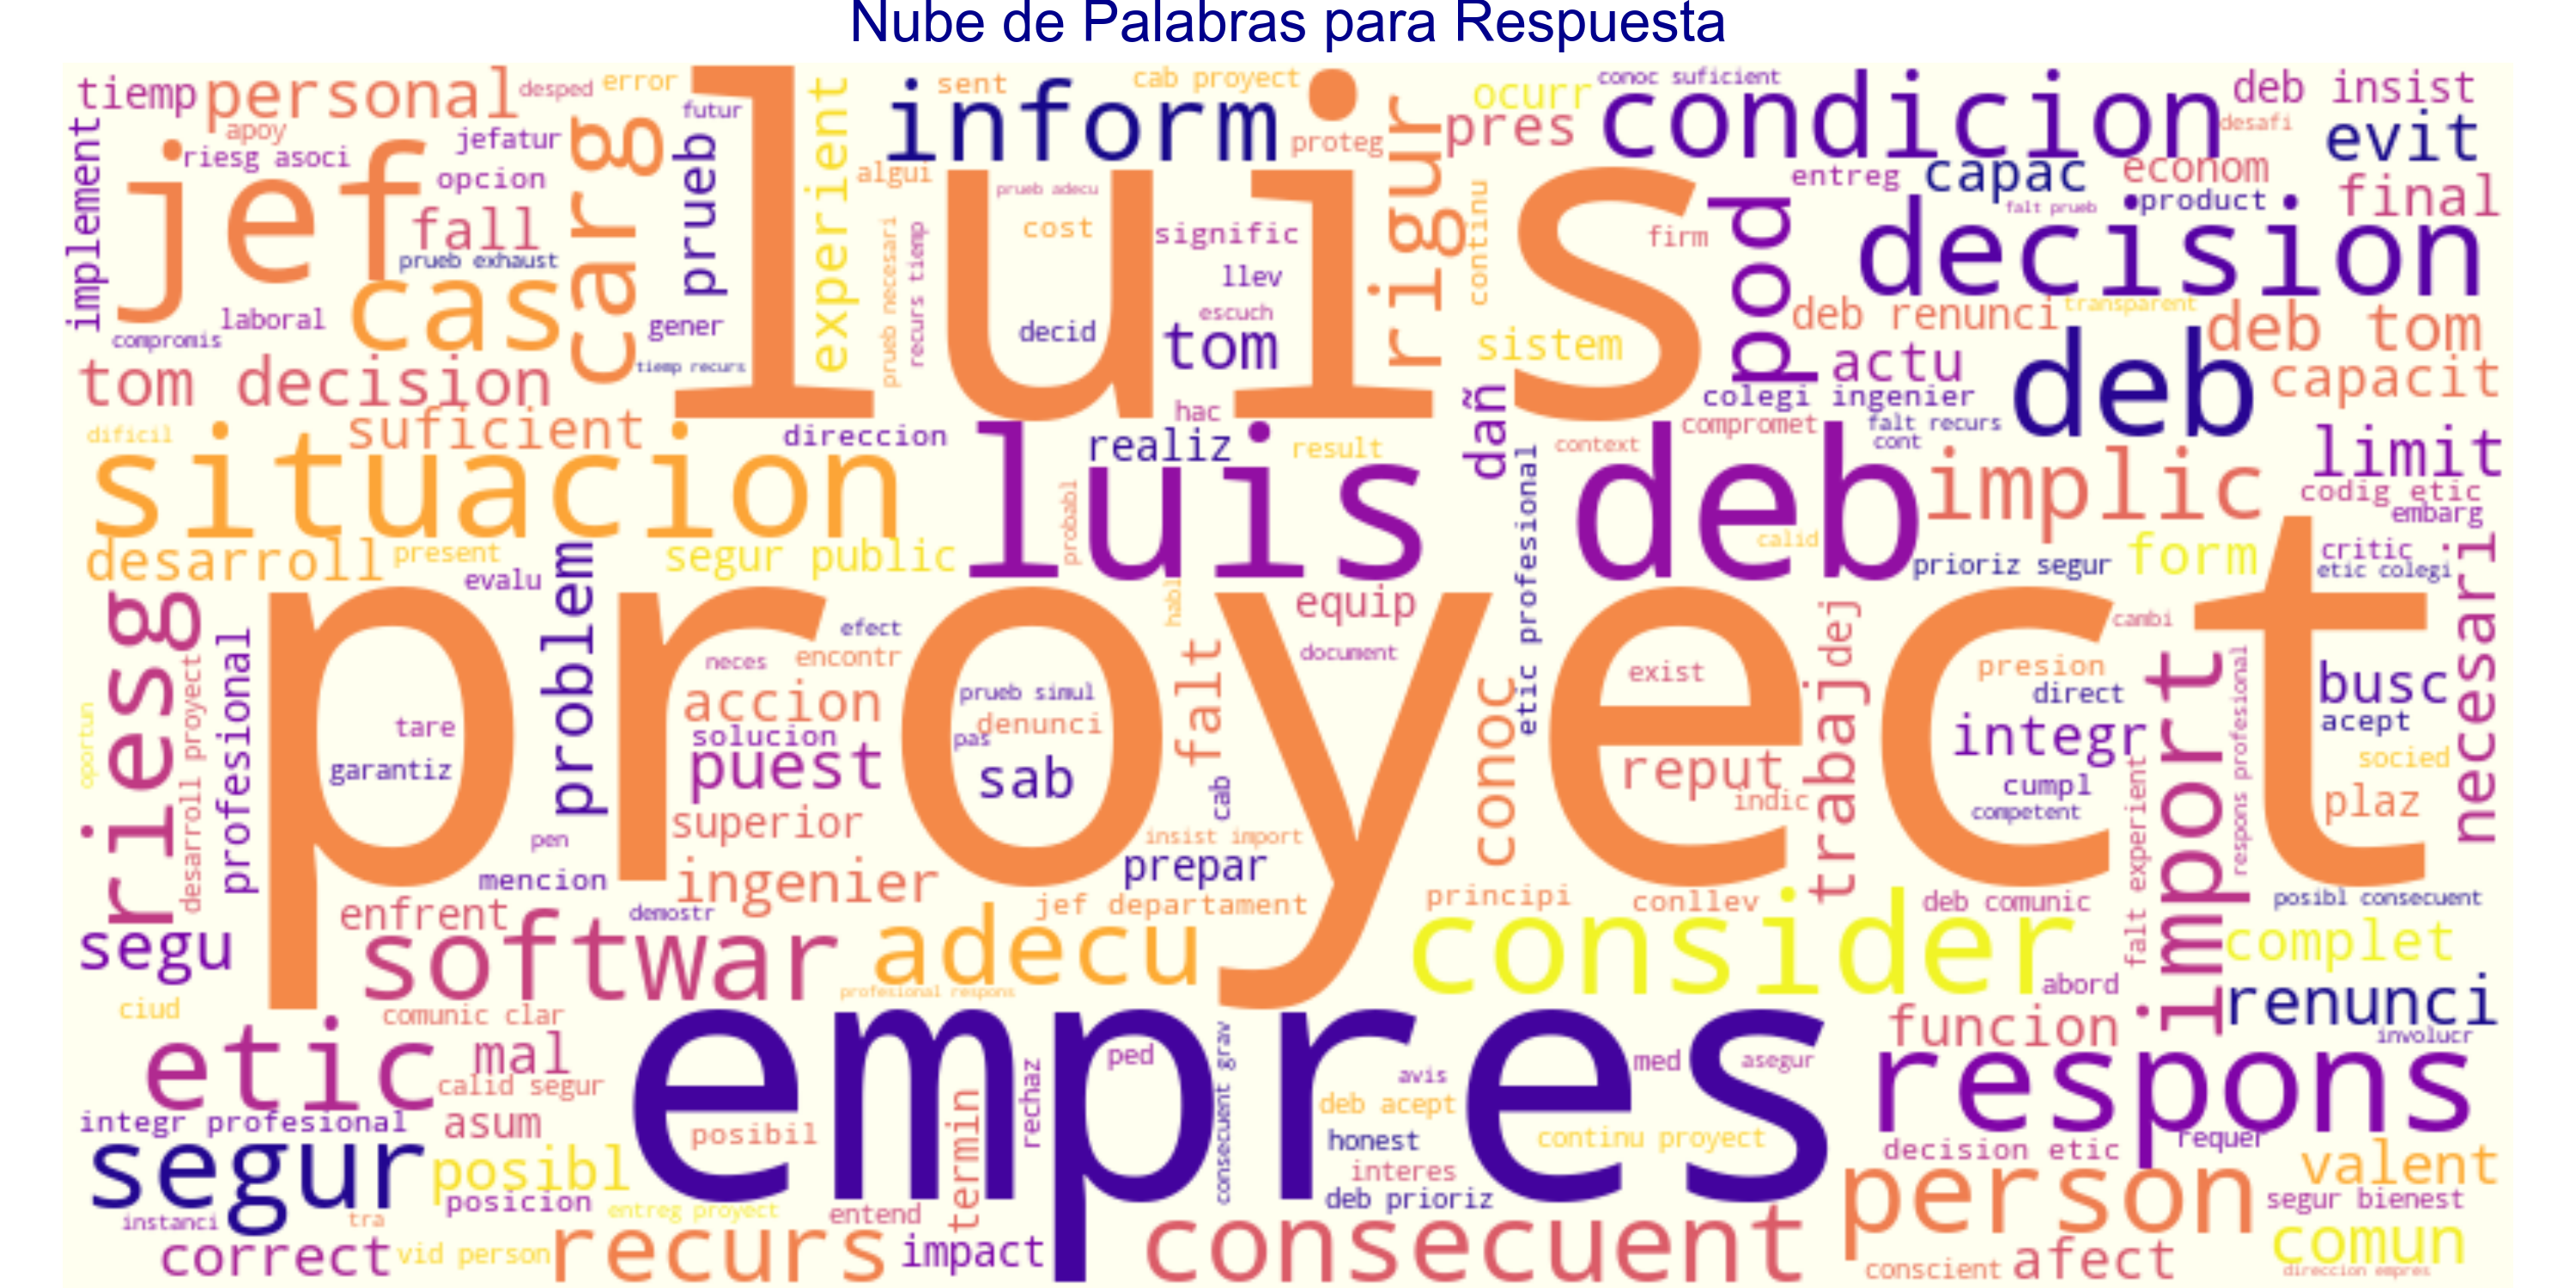 Nube de Palabras para Respuesta
tiemp
personal
desped
error
inform
sent
cab proyect
ocurr
conoc suficient
condicion
deb insist
desafi
evit
implement
apoy
riesg asoci
jef
jefatur
opcion
fall
prueb exhaust
cas
laboral
compromis
carg
futur
prueb
gener
tiemp recurs
luis
experient
algui
prueb necesari
recurs tiemp
prueb adecu
cost
decid
proteg
signific
llev
escuch
tom
hac
rigur
pres
continu
sistem
firm
pod
entreg
capac
econom
falt prueb
product
final
decision
deb renunci
transparent
deb tom
actu
colegi ingenier
deb
capacit
tom decision
suficient
dificil
situacion
direccion
luis
realiz
result
dañ
context
compromet
falt recurs
cont
deb
implic
limit
codig etic
embarg
desarroll
present
evalu
problem
segur public
probabl
etic profesional
calid
prioriz segur
form
critic
etic colegi
necesari
riesg
oportun
desarroll proyect
profesional
proyect
tare
garantiz
efect
neces
encontr
accion
solucion
puest
superior
ingenier
pen
mencion
prueb simul
denunci
pas
sab
habl
falt
cab
equip
document
insist import
prepar
jef departament
conoc
exist
reput
indic
trabaj
dej
principi
conllev
cambi
presion
direct
integr
cumpl
competent
falt experient
import
respons profesional
busc
acept
socied
plaz
deb comunic
posibl consecuent
segu
enfrent
demostr
softwar
adecu
profesional respons
consider
abord
complet
renunci
involucr
ciud
comunic clar
etic
mal
calid segur
integr profesional
asum
empres
ped
consecuent grav
rechaz
termin
avis
med
asegur
deb acept
honest
continu proyect
interes
deb prioriz
posibil
funcion
respons
decision etic
requer
valent
segur
posibl
posicion
entreg proyect
entend
instanci
tra
correct
vid person
recurs
impact
consecuent
person
segur bienest
comun
conscient
afect
direccion empres